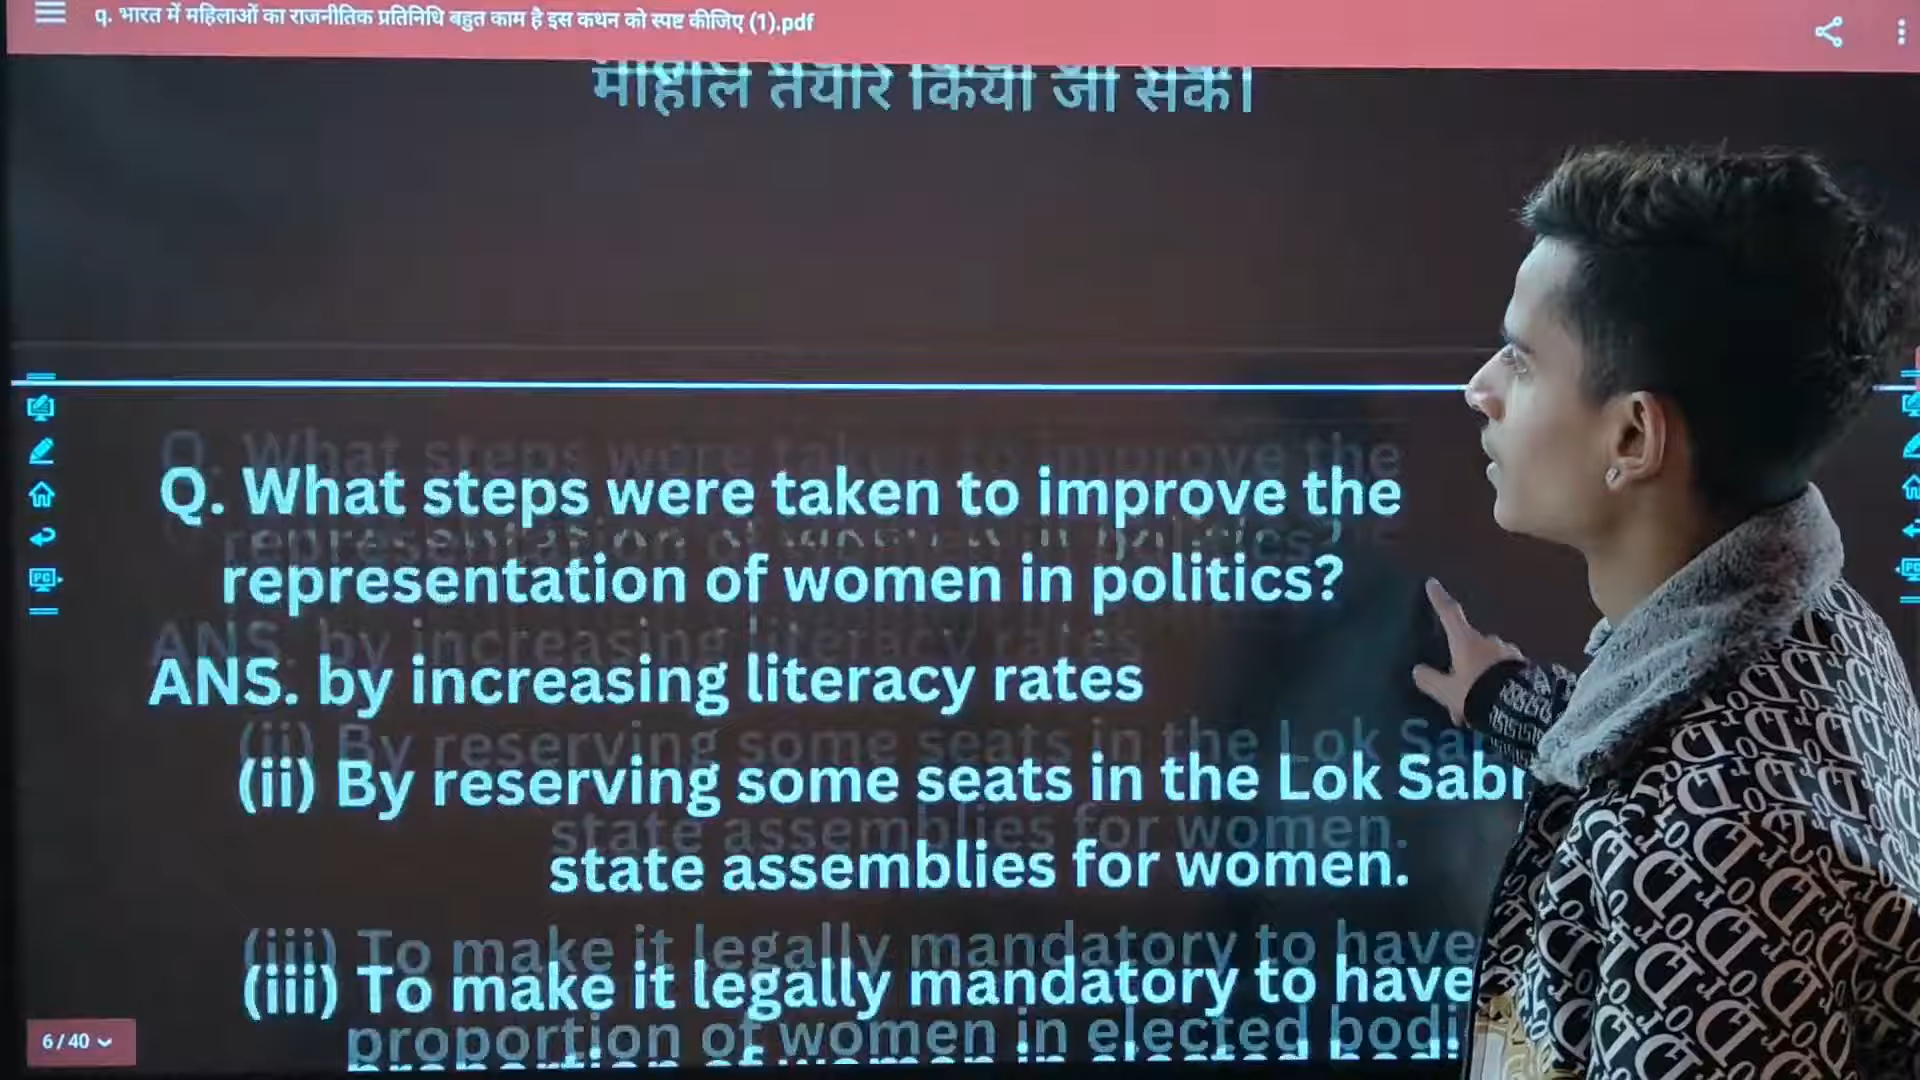 q. भारत में महिलाओं का राजनीतिक प्रतिनिधि बहुत काम है इस कथन को स्पष्ट कीजिए (1).pdf
माहौल तैयार किया जा सके।
Q. What steps were taken to improve the
representation of women in politics?
ANS. by increasing literacy rates
(ii) By reserving some seats in the Lok Sab
state assemblies for women.
(iii) To make it legally mandatory to have
proportion of women in elected bodi
6 / 40
PC